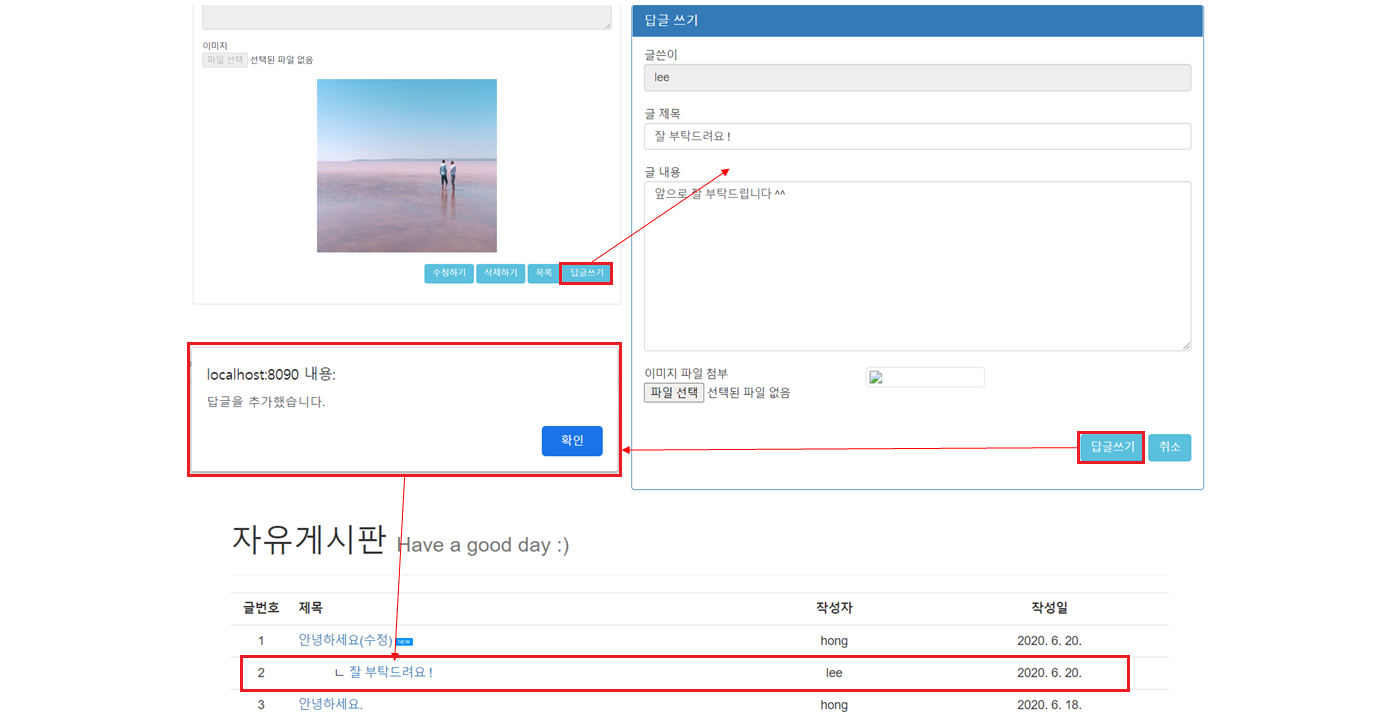 이미지
파일 선택 선택된 파일 없음
수정하기 삭제하기 목록 답글쓰기
답글 쓰기
글쓴이
lee
글 제목
잘 부탁드려요 !
글 내용
앞으로 잘 부탁드립니다 ^^
이미지 파일 첨부
파일 선택 선택된 파일 없음
답글쓰기 취소
localhost:8090 내용:
답글을 추가했습니다.
확인
자유게시판 Have a good day :)
글번호 제목 작성자 작성일
1 안녕하세요(수정) NEW hong 2020. 6. 20.
2 ㄴ 잘 부탁드려요 ! lee 2020. 6. 20.
3 안녕하세요. hong 2020. 6. 18.